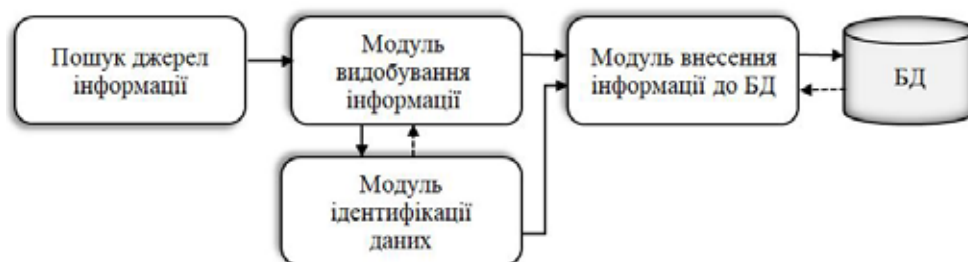 Пошук джерел
інформації
Модуль
видобування
інформації
Модуль внесення
інформації до БД
БД
Модуль
ідентифікації
даних